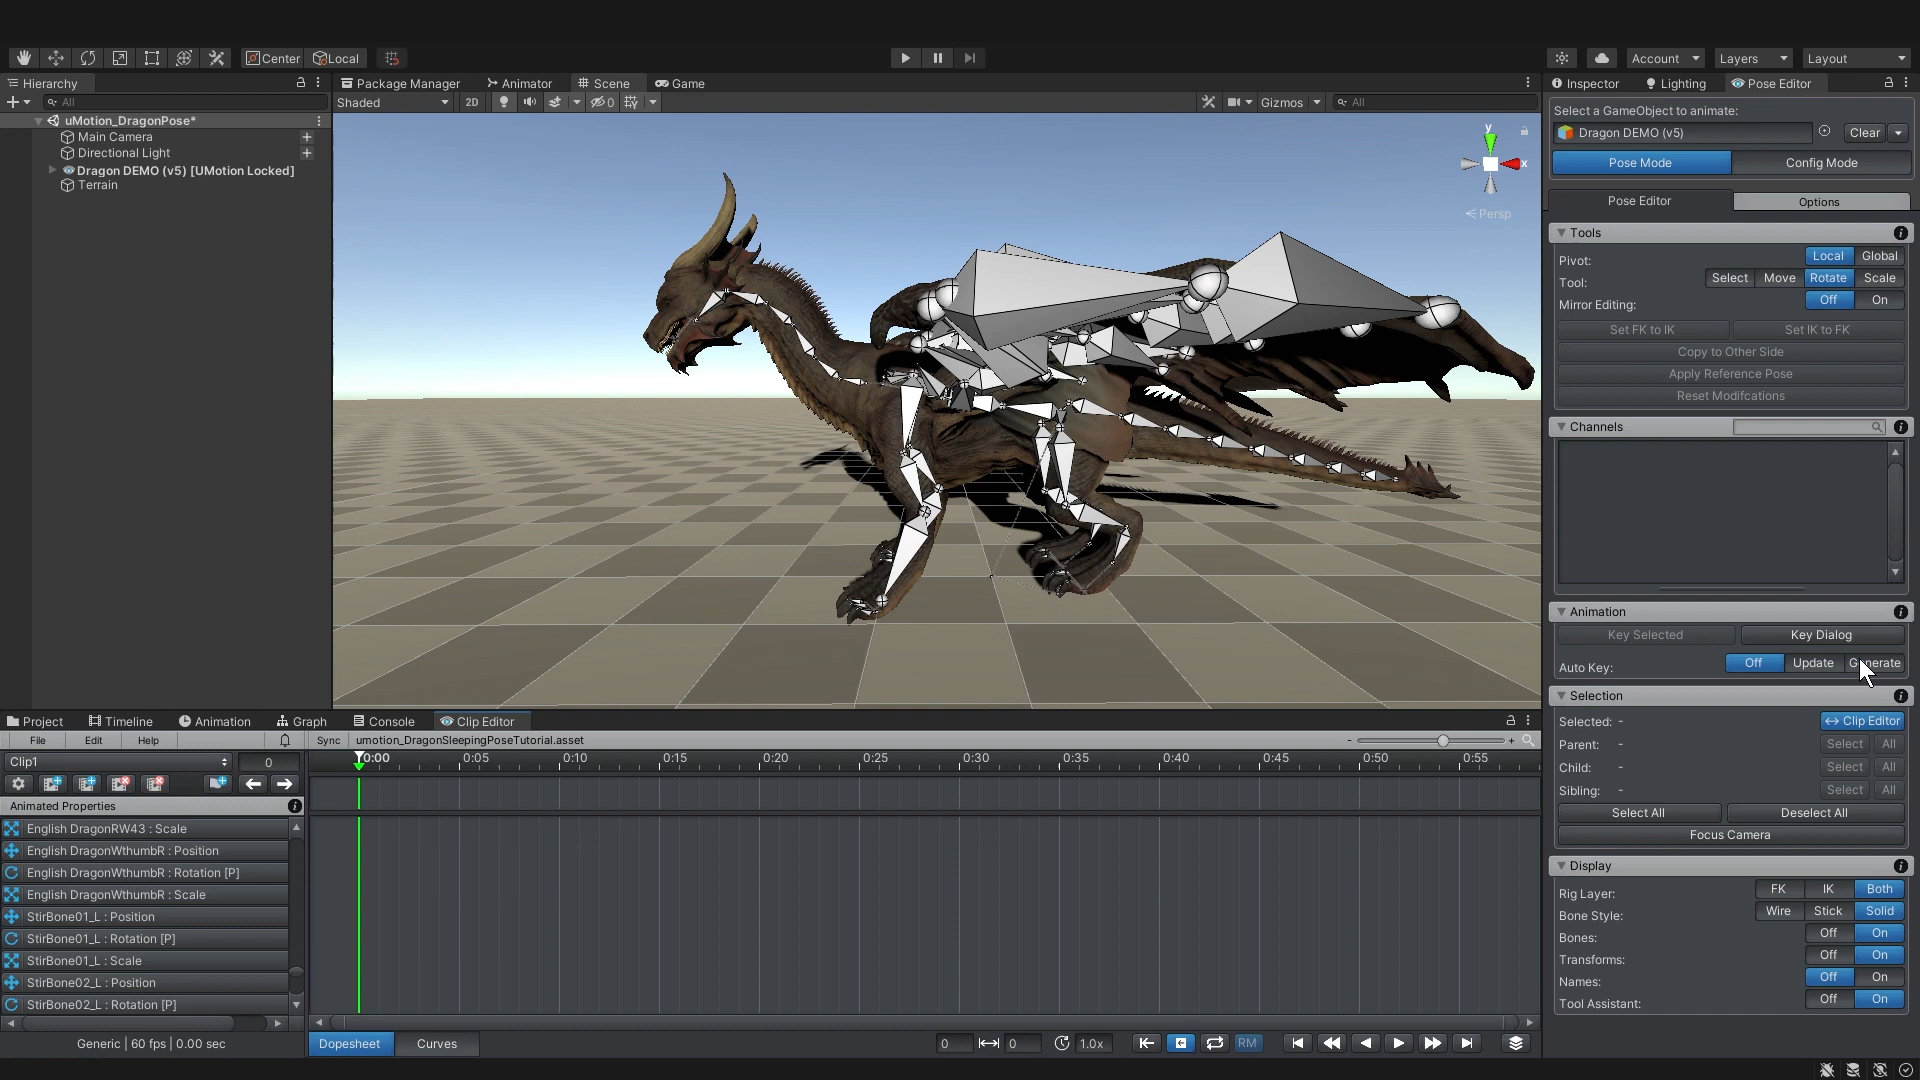 Center Local
Account Layers Layout
Hierarchy
All
uMotion_DragonPose*
Main Camera
Directional Light
Dragon DEMO (v5) [UMotion Locked]
Terrain
Package Manager Animator Scene Game
Shaded 2D 0 Gizmos All
y
x
Persp
Inspector Lighting Pose Editor
Select a GameObject to animate:
Dragon DEMO (v5) Clear
Pose Mode Config Mode
Pose Editor Options
Tools
Pivot: Local Global
Tool: Select Move Rotate Scale
Mirror Editing: Off On
Set FK to IK Set IK to FK
Copy to Other Side
Apply Reference Pose
Reset Modifcations
Channels
Animation
Key Selected Key Dialog
Auto Key: Off Update Generate
Selection
Selected: - Clip Editor
Parent: - Select All
Child: - Select All
Sibling: - Select All
Select All Deselect All
Focus Camera
Display
Rig Layer: FK IK Both
Bone Style: Wire Stick Solid
Bones: Off On
Transforms: Off On
Names: Off On
Tool Assistant: Off On
Project Timeline Animation Graph Console Clip Editor
File Edit Help Sync umotion_DragonSleepingPoseTutorial.asset - +
Clip1 0
0:00 0:05 0:10 0:15 0:20 0:25 0:30 0:35 0:40 0:45 0:50 0:55
Animated Properties
English DragonRW43 : Scale
English DragonWthumbR : Position
English DragonWthumbR : Rotation [P]
English DragonWthumbR : Scale
StirBone01_L : Position
StirBone01_L : Rotation [P]
StirBone01_L : Scale
StirBone02_L : Position
StirBone02_L : Rotation [P]
Generic | 60 fps | 0.00 sec
Dopesheet Curves 0 0 1.0x RM